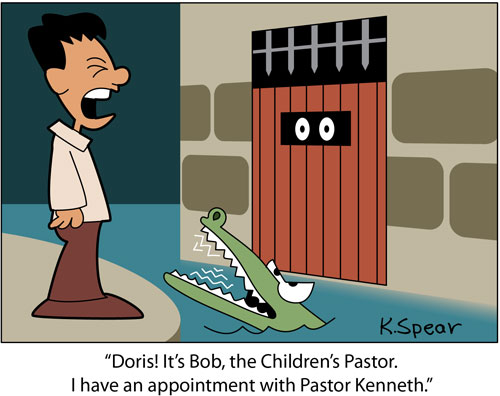 K.Spear
"Doris! It's Bob, the Children's Pastor.
I have an appointment with Pastor Kenneth."